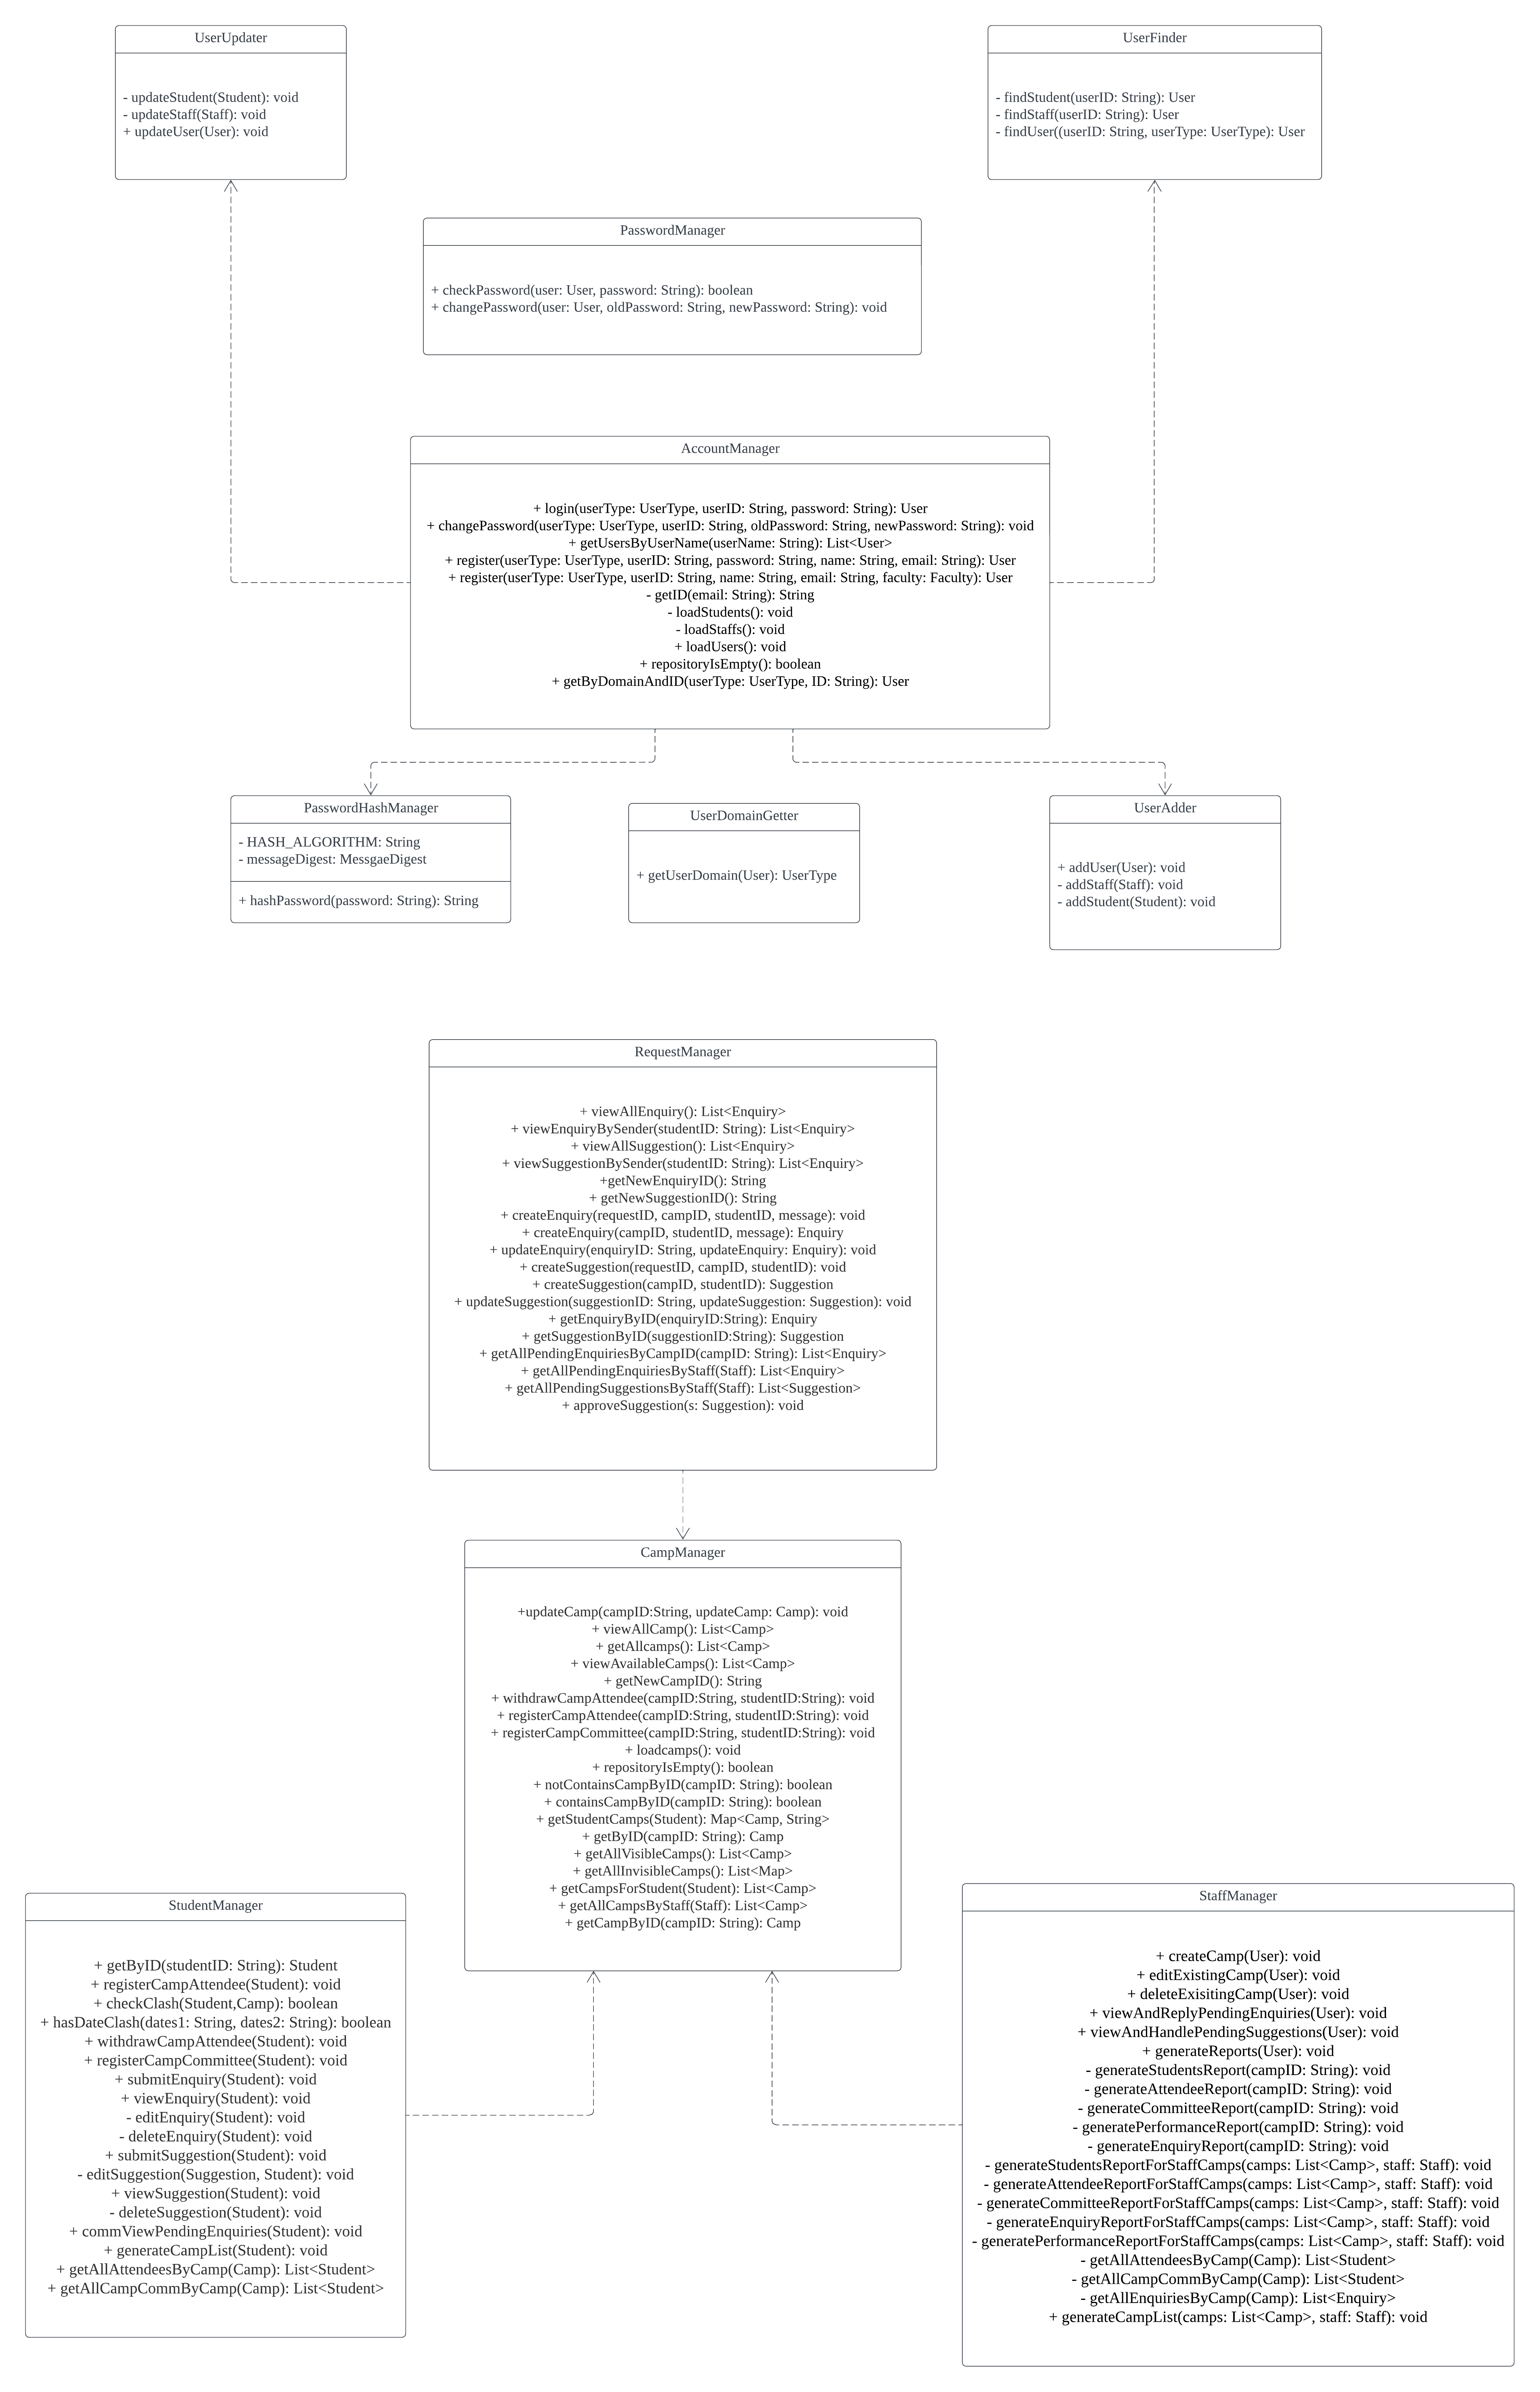 UserUpdater
- updateStudent(Student): void
- updateStaff(Staff): void
+ updateUser(User): void
UserFinder
- findStudent(userID: String): User
- findStaff(userID: String): User
- findUser((userID: String, userType: UserType): User
PasswordManager
+ checkPassword(user: User, password: String): boolean
+ changePassword(user: User, oldPassword: String, newPassword: String): void
AccountManager
+ login(userType: UserType, userID: String, password: String): User
+ changePassword(userType: UserType, userID: String, oldPassword: String, newPassword: String): void
+ getUsersByUserName(userName: String): List<User>
+ register(userType: UserType, userID: String, password: String, name: String, email: String): User
+ register(userType: UserType, userID: String, name: String, email: String, faculty: Faculty): User
- getID(email: String): String
- loadStudents(): void
- loadStaffs(): void
+ loadUsers(): void
+ repositoryIsEmpty(): boolean
+ getByDomainAndID(userType: UserType, ID: String): User
PasswordHashManager
- HASH_ALGORITHM: String
- messageDigest: MessgaeDigest
+ hashPassword(password: String): String
UserDomainGetter
+ getUserDomain(User): UserType
UserAdder
+ addUser(User): void
- addStaff(Staff): void
- addStudent(Student): void
RequestManager
+ viewAllEnquiry(): List<Enquiry>
+ viewEnquiryBySender(studentID: String): List<Enquiry>
+ viewAllSuggestion(): List<Enquiry>
+ viewSuggestionBySender(studentID: String): List<Enquiry>
+getNewEnquiryID(): String
+ getNewSuggestionID(): String
+ createEnquiry(requestID, campID, studentID, message): void
+ createEnquiry(campID, studentID, message): Enquiry
+ updateEnquiry(enquiryID: String, updateEnquiry: Enquiry): void
+ createSuggestion(requestID, campID, studentID): void
+ createSuggestion(campID, studentID): Suggestion
+ updateSuggestion(suggestionID: String, updateSuggestion: Suggestion): void
+ getEnquiryByID(enquiryID:String): Enquiry
+ getSuggestionByID(suggestionID:String): Suggestion
+ getAllPendingEnquiriesByCampID(campID: String): List<Enquiry>
+ getAllPendingEnquiriesByStaff(Staff): List<Enquiry>
+ getAllPendingSuggestionsByStaff(Staff): List<Suggestion>
+ approveSuggestion(s: Suggestion): void
CampManager
+updateCamp(campID:String, updateCamp: Camp): void
+ viewAllCamp(): List<Camp>
+ getAllcamps(): List<Camp>
+ viewAvailableCamps(): List<Camp>
+ getNewCampID(): String
+ withdrawCampAttendee(campID:String, studentID:String): void
+ registerCampAttendee(campID:String, studentID:String): void
+ registerCampCommittee(campID:String, studentID:String): void
+ loadcamps(): void
+ repositoryIsEmpty(): boolean
+ notContainsCampByID(campID: String): boolean
+ containsCampByID(campID: String): boolean
+ getStudentCamps(Student): Map<Camp, String>
+ getByID(campID: String): Camp
+ getAllVisibleCamps(): List<Camp>
+ getAllInvisibleCamps(): List<Map>
+ getCampsForStudent(Student): List<Camp>
+ getAllCampsByStaff(Staff): List<Camp>
+ getCampByID(campID: String): Camp
StudentManager
+ getByID(studentID: String): Student
+ registerCampAttendee(Student): void
+ checkClash(Student,Camp): boolean
+ hasDateClash(dates1: String, dates2: String): boolean
+ withdrawCampAttendee(Student): void
+ registerCampCommittee(Student): void
+ submitEnquiry(Student): void
+ viewEnquiry(Student): void
- editEnquiry(Student): void
- deleteEnquiry(Student): void
+ submitSuggestion(Student): void
- editSuggestion(Suggestion, Student): void
+ viewSuggestion(Student): void
- deleteSuggestion(Student): void
+ commViewPendingEnquiries(Student): void
+ generateCampList(Student): void
+ getAllAttendeesByCamp(Camp): List<Student>
+ getAllCampCommByCamp(Camp): List<Student>
StaffManager
+ createCamp(User): void
+ editExistingCamp(User): void
+ deleteExisitingCamp(User): void
+ viewAndReplyPendingEnquiries(User): void
+ viewAndHandlePendingSuggestions(User): void
+ generateReports(User): void
- generateStudentsReport(campID: String): void
- generateAttendeeReport(campID: String): void
- generateCommitteeReport(campID: String): void
- generatePerformanceReport(campID: String): void
- generateEnquiryReport(campID: String): void
- generateStudentsReportForStaffCamps(camps: List<Camp>, staff: Staff): void
- generateAttendeeReportForStaffCamps(camps: List<Camp>, staff: Staff): void
- generateCommitteeReportForStaffCamps(camps: List<Camp>, staff: Staff): void
- generateEnquiryReportForStaffCamps(camps: List<Camp>, staff: Staff): void
- generatePerformanceReportForStaffCamps(camps: List<Camp>, staff: Staff): void
- getAllAttendeesByCamp(Camp): List<Student>
- getAllCampCommByCamp(Camp): List<Student>
- getAllEnquiriesByCamp(Camp): List<Enquiry>
+ generateCampList(camps: List<Camp>, staff: Staff): void